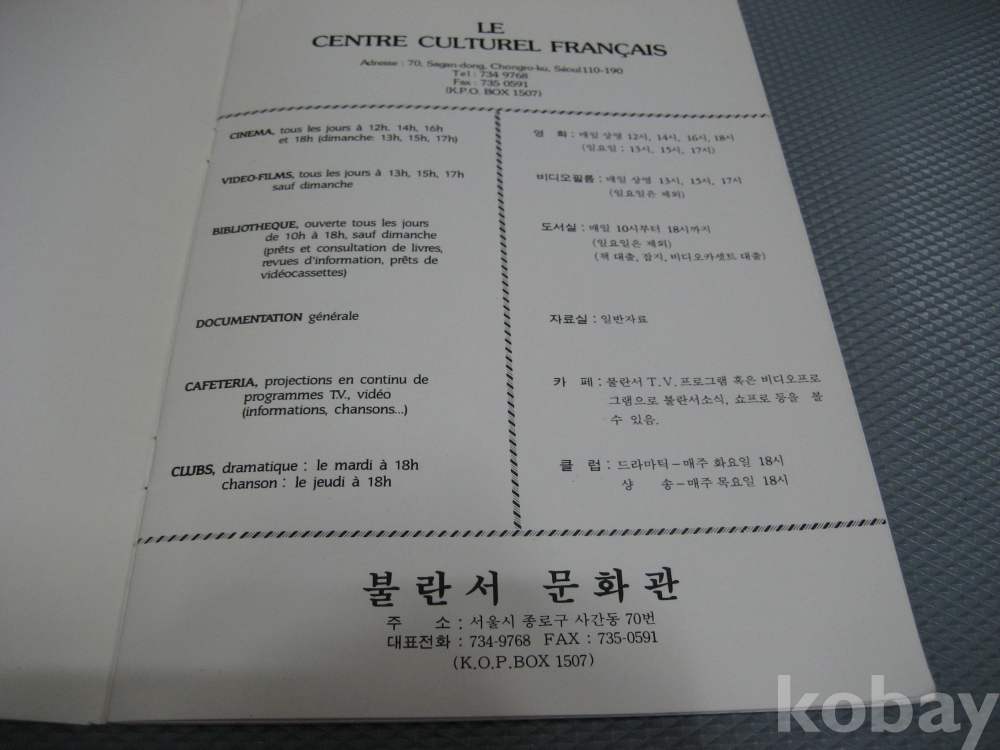 LE
CENTRE CULTUREL FRANÇAIS
Adresse : 70, Sagan-dong, Chongro-ku, Séoul 110-190
Tel : 734 9768
Fax : 735 0591
(K.P.O. BOX 1507)
CINEMA, tous les jours à 12h, 14h, 16h
et 18h (dimanche: 13h, 15h, 17h)
VIDEO-FILMS, tous les jours à 13h, 15h, 17h
sauf dimanche
BIBLIOTHEQUE, ouverte tous les jours
de 10h à 18h, sauf dimanche
(prêts et consultation de livres,
revues d'information, prêts de
vidéocassettes)
DOCUMENTATION générale
CAFETERIA, projections en continu de
programmes T.V., vidéo
(informations, chansons...)
CLUBS, dramatique : le mardi à 18h
chanson : le jeudi à 18h
영 화 : 매일 상영 12시, 14시, 16시, 18시
(일요일 : 13시, 15시, 17시)
비디오필름 : 매일 상영 13시, 15시, 17시
(일요일은 제외)
도서실 : 매일 10시부터 18시까지
(일요일은 제외)
(책 대출, 잡지, 비디오카셋트 대출)
자료실 : 일반자료
카 페 : 불란서 T.V. 프로그램 혹은 비디오프로
그램으로 불란서소식, 쇼프로 등을 볼
수 있음.
클 럽 : 드라마틱 – 매주 화요일 18시
샹 송 – 매주 목요일 18시
불란서 문화관
주 소 : 서울시 종로구 사간동 70번
대표전화 : 734-9768 FAX : 735-0591
(K.O.P.BOX 1507)
kobay